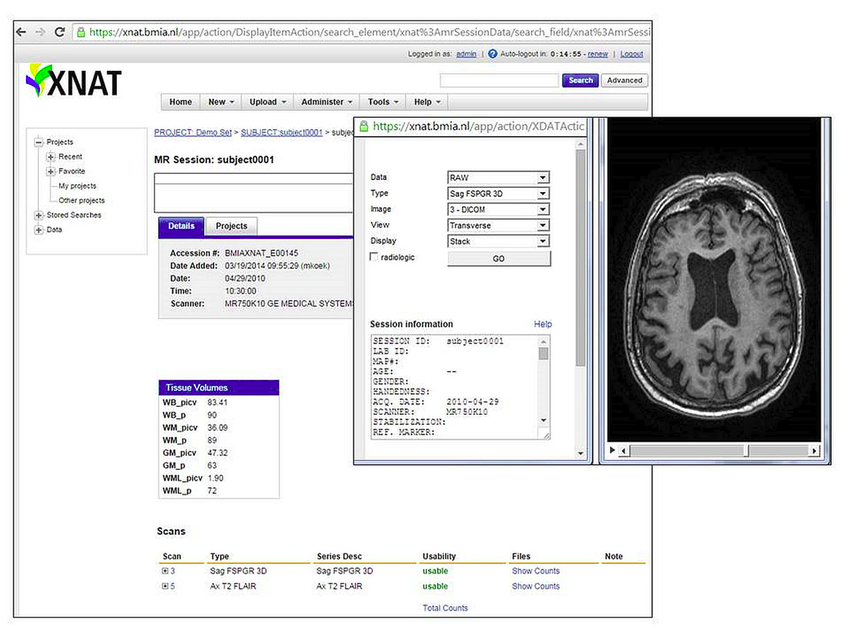 https://xnat.bmia.nl/app/action/DisplayItemAction/search_element/xnat%3AmrSessionData/search_field/xnat%3AmrSessi
Logged in as: admin | Auto-logout in: 0:14:55 - renew | Logout
XNAT
Search Advanced
Home New Upload Administer Tools Help
Projects
Recent
Favorite
My projects
Other projects
Stored Searches
Data
PROJECT: Demo Set > SUBJECT:subject0001 > subjec
MR Session: subject0001
Details Projects
Accession #: BMIAXNAT_E00145
Date Added: 03/19/2014 09:55:29 (mkoek)
Date: 04/29/2010
Time: 10:30:00
Scanner: MR750K10 GE MEDICAL SYSTEMS
Tissue Volumes
WB_picv 83.41
WB_p 90
WM_picv 36.09
WM_p 89
GM_picv 47.32
GM_p 63
WML_picv 1.90
WML_p 72
Scans
Scan Type Series Desc Usability Files Note
3 Sag FSPGR 3D Sag FSPGR 3D usable Show Counts
5 Ax T2 FLAIR Ax T2 FLAIR usable Show Counts
Total Counts
https://xnat.bmia.nl/app/action/XDATActic
Data RAW
Type Sag FSPGR 3D
Image 3 - DICOM
View Transverse
Display Stack
radiologic GO
Session information Help
SESSION ID: subject0001
LAB ID:
MAP#:
AGE: --
GENDER:
HANDEDNESS:
ACQ. DATE: 2010-04-29
SCANNER: MR750K10
STABILIZATION:
REF. MARKER: